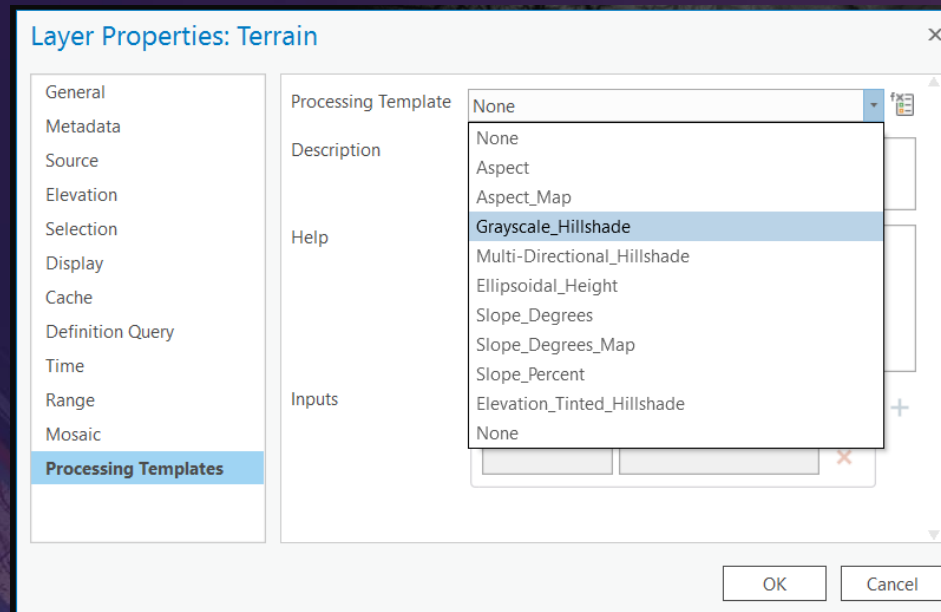 Layer Properties: Terrain
General
Metadata
Source
Elevation
Selection
Display
Cache
Definition Query
Time
Range
Mosaic
Processing Templates
Processing Template
None
Description
Help
Inputs
None
Aspect
Aspect_Map
Grayscale_Hillshade
Multi-Directional_Hillshade
Ellipsoidal_Height
Slope_Degrees
Slope_Degrees_Map
Slope_Percent
Elevation_Tinted_Hillshade
None
OK
Cancel